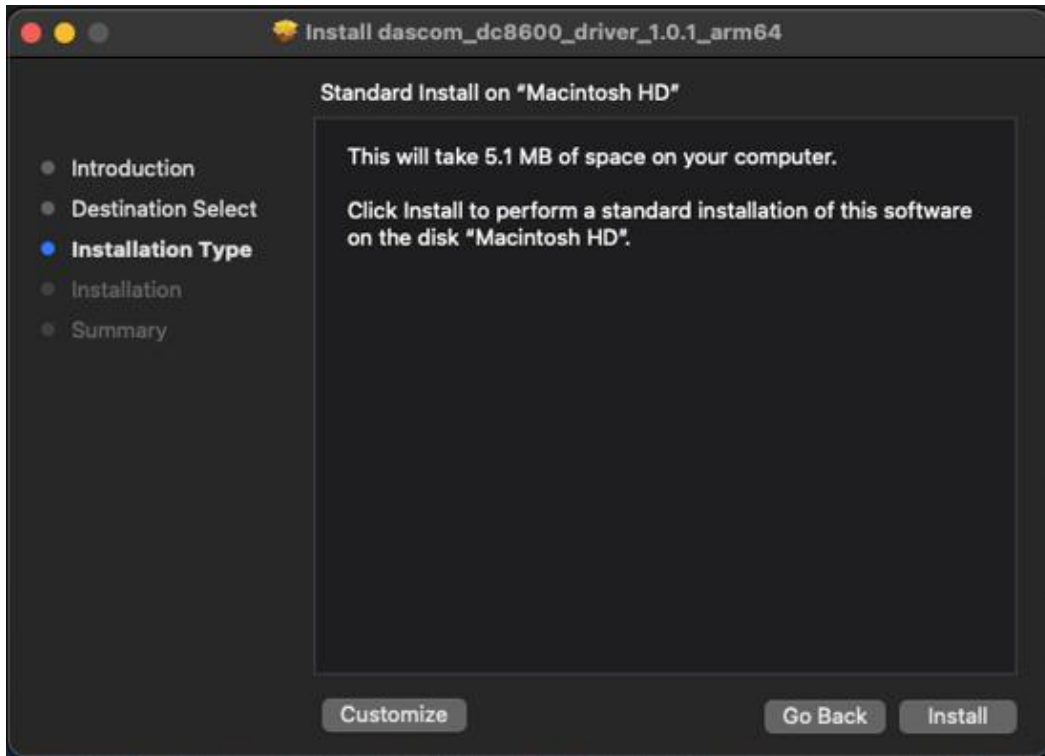 Install dascom_dc8600_driver_1.0.1_arm64
Standard Install on “Macintosh HD”
Introduction
Destination Select
Installation Type
Installation
Summary
This will take 5.1 MB of space on your computer.
Click Install to perform a standard installation of this software
on the disk “Macintosh HD”.
Customize
Go Back
Install